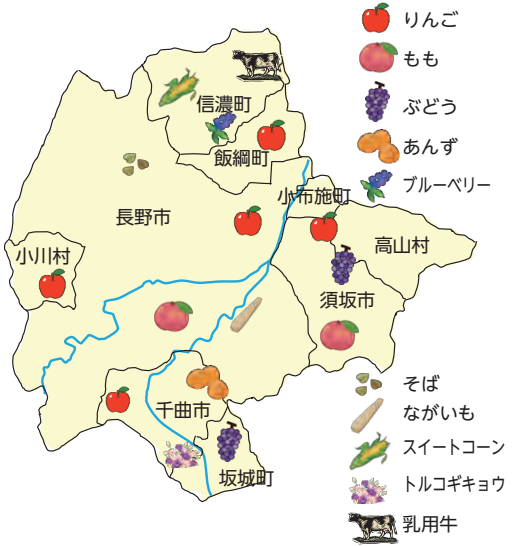 りんご
もも
ぶどう
あんず
ブルーベリー
信濃町
飯綱町
小布施町
長野市
高山村
小川村
須坂市
千曲市
坂城町
そば
ながいも
スイートコーン
トルコギキョウ
乳用牛